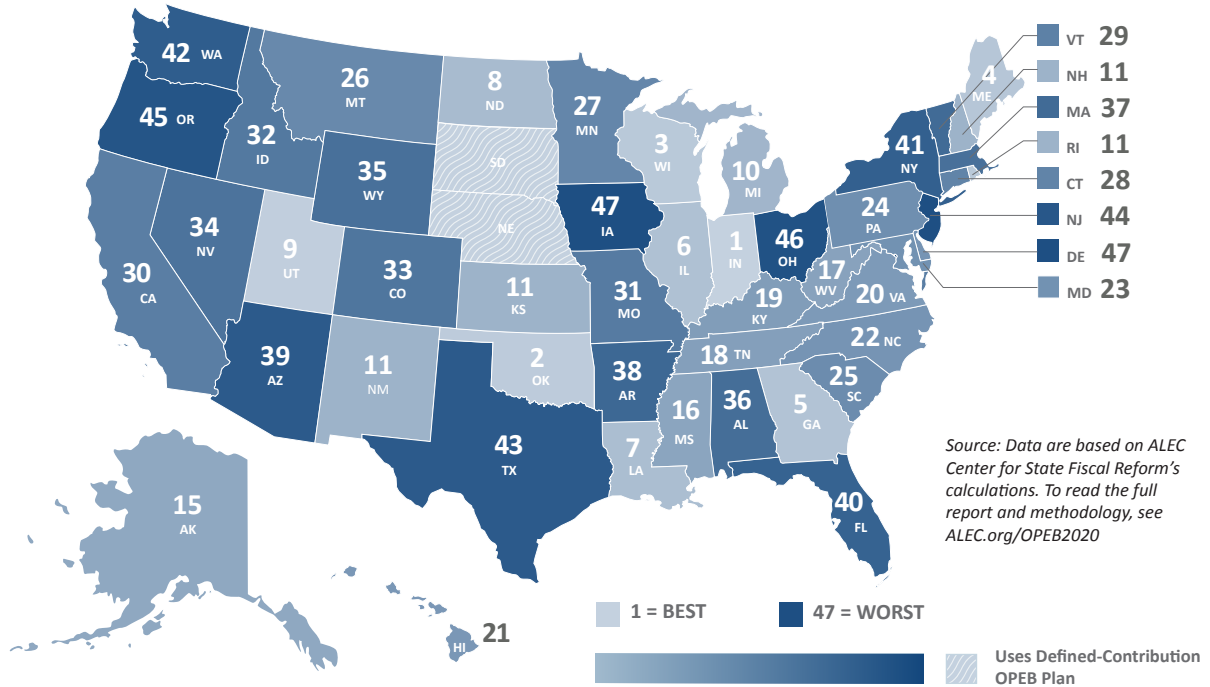 42 WA
45 OR
32
ID
26
MT
8
ND
SD
NE
27
MN
3
WI
10
MI
4
ME
41
NY
35
WY
34
NV
9
UT
30
CA
33
CO
47
IA
6
IL
1
IN
46
OH
24
PA
17
WV
20 VA
11
KS
31
MO
19
KY
22 NC
18 TN
39
AZ
11
NM
2
OK
38
AR
25
SC
16
MS
36
AL
5
GA
43
TX
7
LA
40
FL
15
AK
HI 21
VT 29
NH 11
MA 37
RI 11
CT 28
NJ 44
DE 47
MD 23
Source: Data are based on ALEC
Center for State Fiscal Reform’s
calculations. To read the full
report and methodology, see
ALEC.org/OPEB2020
1 = BEST
47 = WORST
Uses Defined-Contribution
OPEB Plan